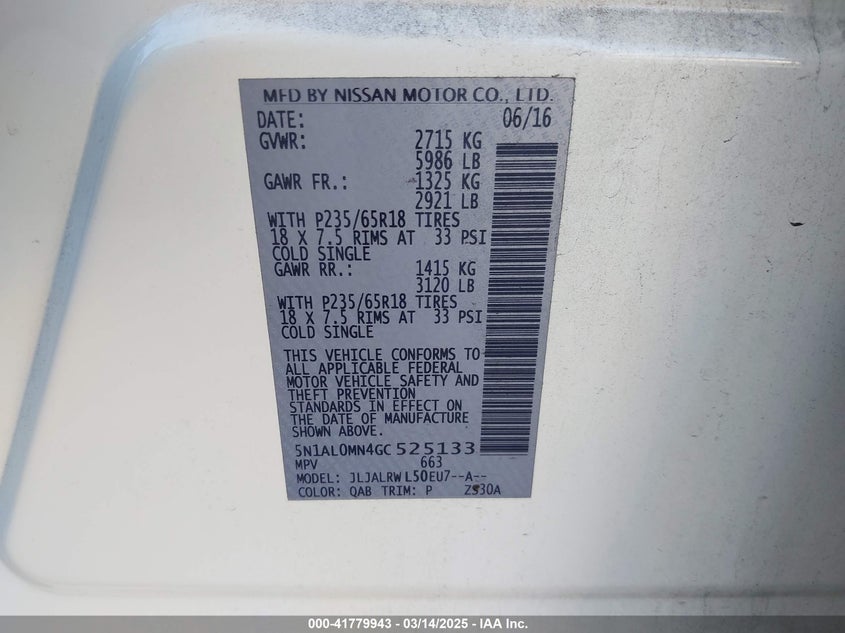 MFD BY NISSAN MOTOR CO., LTD.
DATE: 06/16
GVWR: 2715 KG
5986 LB
GAWR FR.: 1325 KG
2921 LB
WITH P235/65R18 TIRES
18 X 7.5 RIMS AT 33 PSI
COLD SINGLE
GAWR RR.: 1415 KG
3120 LB
WITH P235/65R18 TIRES
18 X 7.5 RIMS AT 33 PSI
COLD SINGLE
THIS VEHICLE CONFORMS TO
ALL APPLICABLE FEDERAL
MOTOR VEHICLE SAFETY AND
THEFT PREVENTION
STANDARDS IN EFFECT ON
THE DATE OF MANUFACTURE
SHOWN ABOVE.
5N1AL0MN4GC525133
MPV 663
MODEL: JLJALRWL50EU7--A--
COLOR: QAB TRIM: P ZS30A
000-41779943 - 03/14/2025 - IAA Inc.